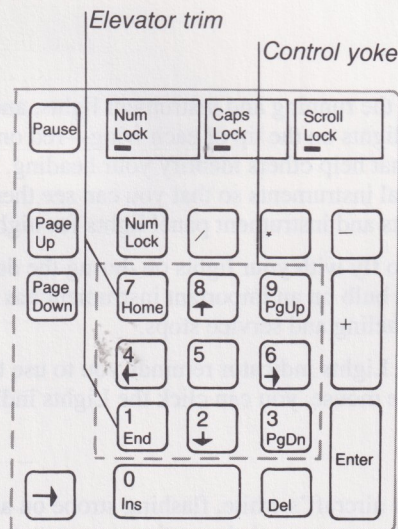 Elevator trim
Control yoke
Pause
Num Lock
Caps Lock
Scroll Lock
Page Up
Num Lock
/
-
Page Down
7 Home
8 ↑
9 PgUp
+
4 ←
5
6 →
1 End
2 ↓
3 PgDn
Enter
→
0 Ins
Del